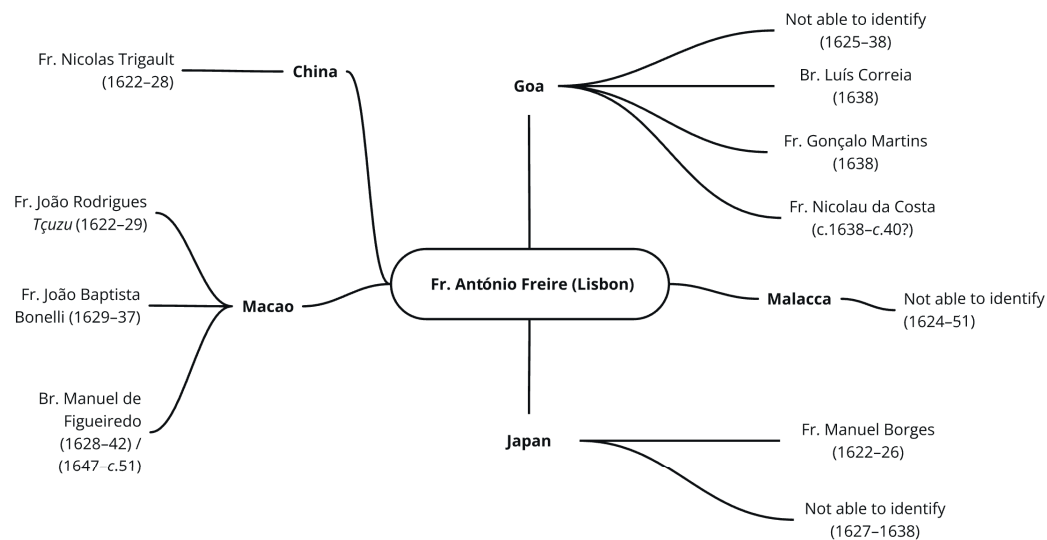 Fr. Nicolas Trigault
(1622–28)
China
Fr. João Rodrigues
Tçuzu (1622–29)
Fr. João Baptista
Bonelli (1629–37)
Macao
Br. Manuel de
Figueiredo
(1628–42) /
(1647–c.51)
Fr. António Freire (Lisbon)
Goa
Not able to identify
(1625–38)
Br. Luís Correia
(1638)
Fr. Gonçalo Martins
(1638)
Fr. Nicolau da Costa
(c.1638–c.40?)
Malacca
Not able to identify
(1624–51)
Japan
Fr. Manuel Borges
(1622–26)
Not able to identify
(1627–1638)